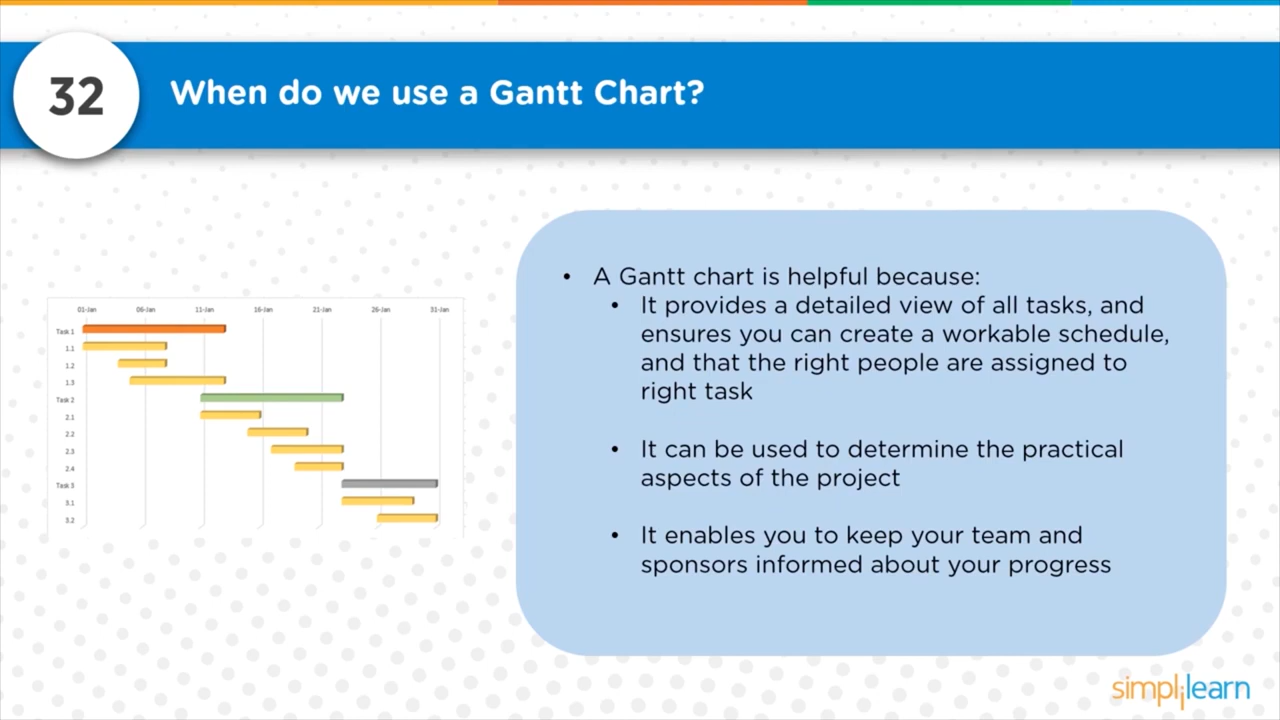 32
When do we use a Gantt Chart?
01-Jan 06-Jan 11-Jan 16-Jan 21-Jan 26-Jan 31-Jan
Task 1
1.1
1.2
1.3
Task 2
2.1
2.2
2.3
2.4
Task 3
3.1
3.2
• A Gantt chart is helpful because:
• It provides a detailed view of all tasks, and
ensures you can create a workable schedule,
and that the right people are assigned to
right task
• It can be used to determine the practical
aspects of the project
• It enables you to keep your team and
sponsors informed about your progress
simplilearn